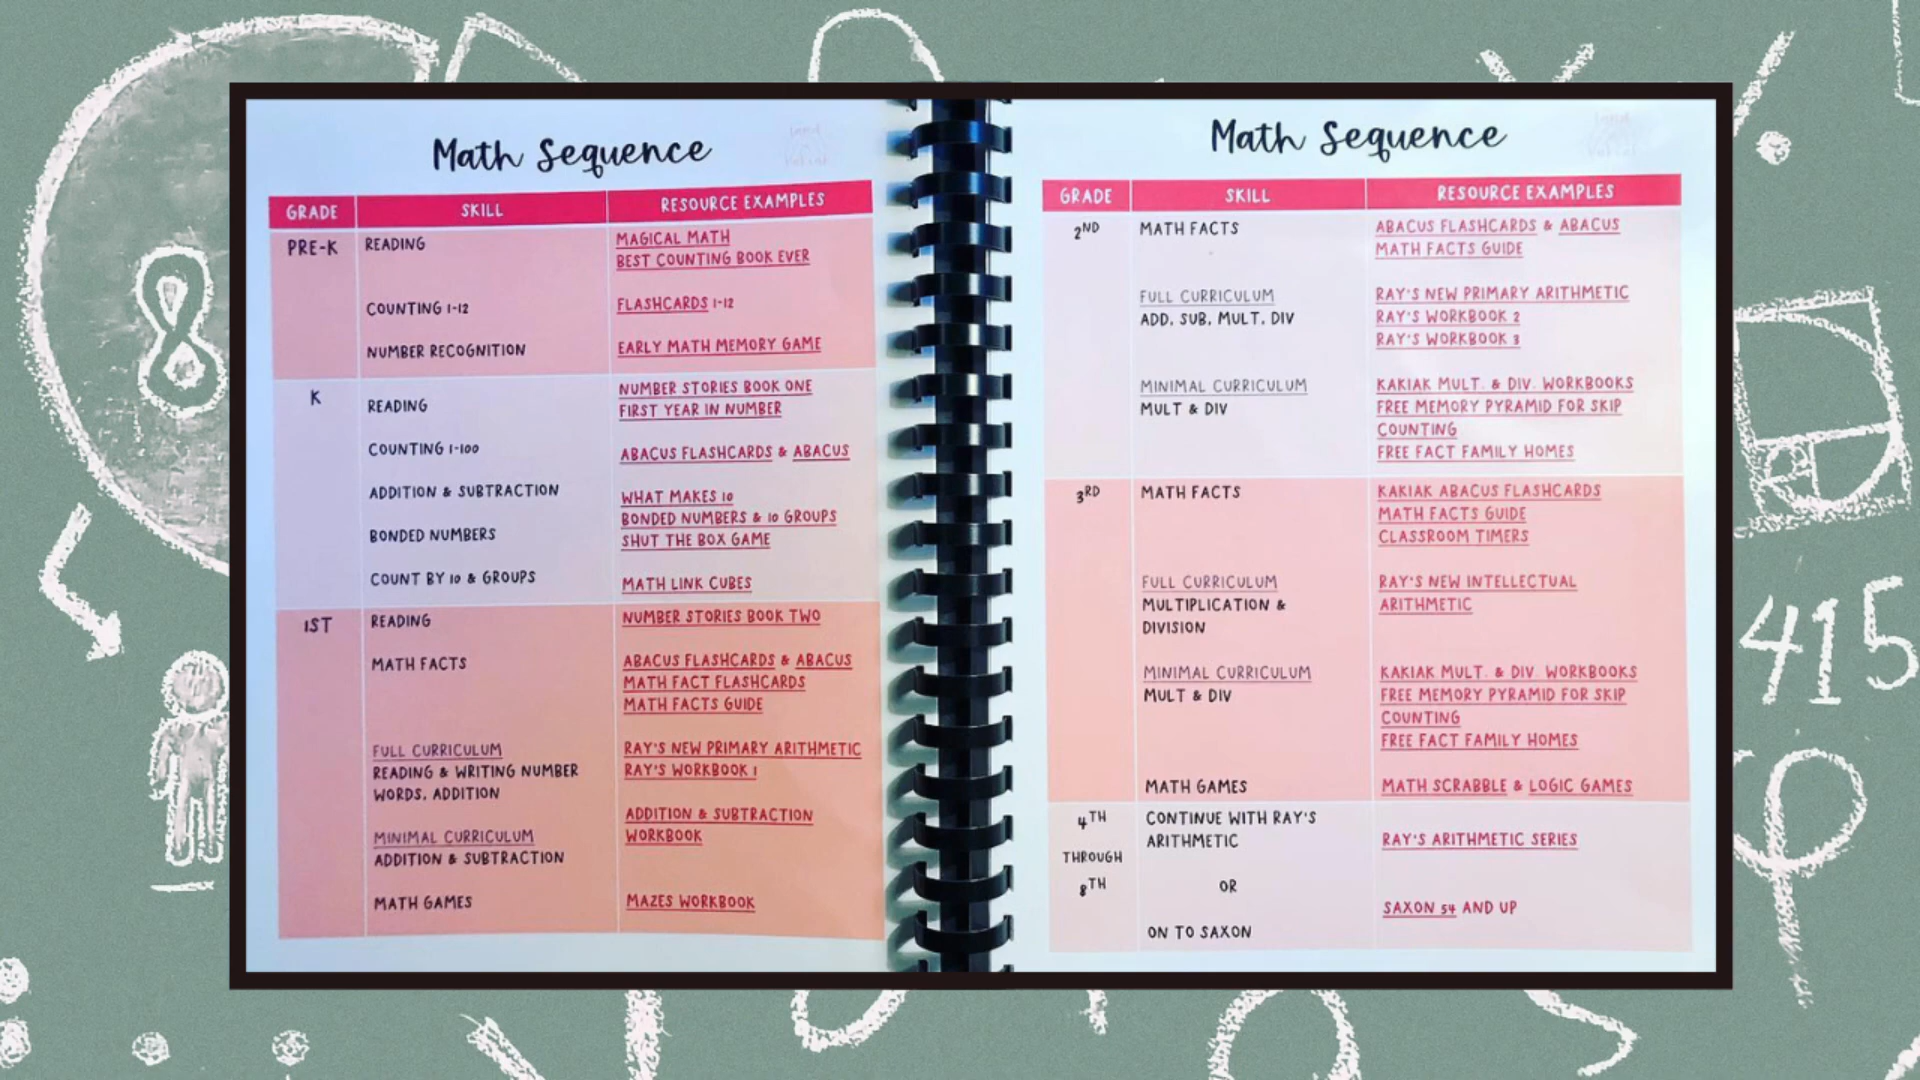 Math Sequence
GRADE SKILL RESOURCE EXAMPLES
PRE-K READING MAGICAL MATH
BEST COUNTING BOOK EVER
COUNTING 1-12 FLASHCARDS 1-12
NUMBER RECOGNITION EARLY MATH MEMORY GAME
K READING NUMBER STORIES BOOK ONE
FIRST YEAR IN NUMBER
COUNTING 1-100 ABACUS FLASHCARDS & ABACUS
ADDITION & SUBTRACTION WHAT MAKES 10
BONDED NUMBERS BONDED NUMBERS & 10 GROUPS
SHUT THE BOX GAME
COUNT BY 10 & GROUPS MATH LINK CUBES
1ST READING NUMBER STORIES BOOK TWO
MATH FACTS ABACUS FLASHCARDS & ABACUS
MATH FACT FLASHCARDS
MATH FACTS GUIDE
FULL CURRICULUM RAY'S NEW PRIMARY ARITHMETIC
READING & WRITING NUMBER RAY'S WORKBOOK 1
WORDS, ADDITION
ADDITION & SUBTRACTION
MINIMAL CURRICULUM WORKBOOK
ADDITION & SUBTRACTION
MATH GAMES MAZES WORKBOOK
Math Sequence
GRADE SKILL RESOURCE EXAMPLES
2ND MATH FACTS ABACUS FLASHCARDS & ABACUS
MATH FACTS GUIDE
FULL CURRICULUM RAY'S NEW PRIMARY ARITHMETIC
ADD, SUB, MULT, DIV RAY'S WORKBOOK 2
RAY'S WORKBOOK 3
MINIMAL CURRICULUM KAKIAK MULT. & DIV. WORKBOOKS
MULT & DIV FREE MEMORY PYRAMID FOR SKIP
COUNTING
FREE FACT FAMILY HOMES
3RD MATH FACTS KAKIAK ABACUS FLASHCARDS
MATH FACTS GUIDE
CLASSROOM TIMERS
FULL CURRICULUM RAY'S NEW INTELLECTUAL
MULTIPLICATION & ARITHMETIC
DIVISION
MINIMAL CURRICULUM KAKIAK MULT. & DIV. WORKBOOKS
MULT & DIV FREE MEMORY PYRAMID FOR SKIP
COUNTING
FREE FACT FAMILY HOMES
MATH GAMES MATH SCRABBLE & LOGIC GAMES
4TH CONTINUE WITH RAY'S
ARITHMETIC RAY'S ARITHMETIC SERIES
THROUGH
8TH OR
SAXON 54 AND UP
ON TO SAXON
8
415